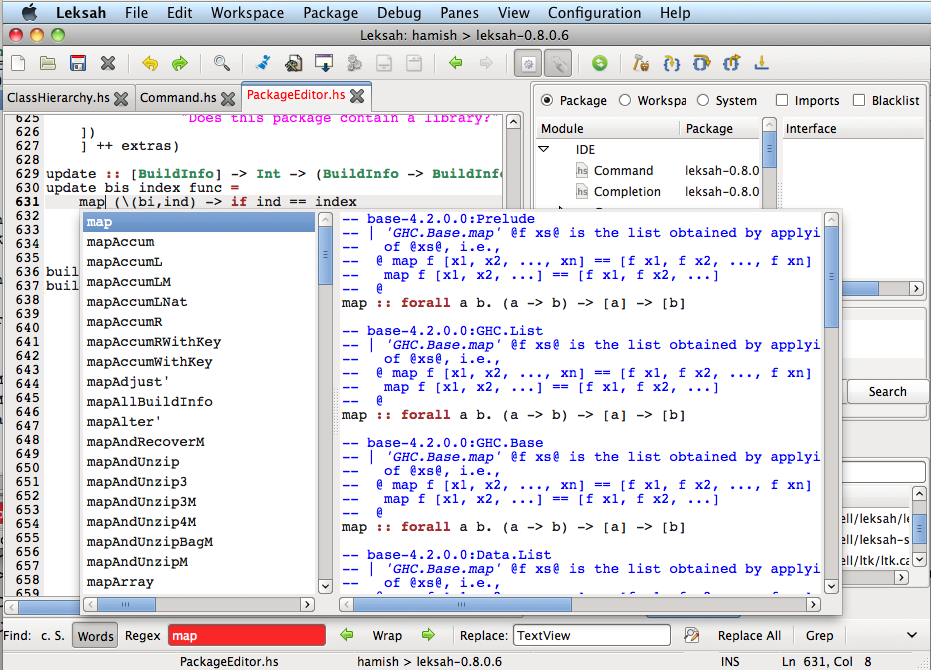 Leksah File Edit Workspace Package Debug Panes View Configuration Help
Leksah: hamish > leksah-0.8.0.6
ClassHierarchy.hs Command.hs PackageEditor.hs
Package Workspa System Imports Blacklist
Module Package Interface
IDE
hs Command leksah-0.8.0
hs Completion leksah-0.8.0
625 "Does this package contain a library?"
626 ])
627 ] ++ extras)
628
629 update :: [BuildInfo] -> Int -> (BuildInfo -> BuildInf
630 update bis index func =
631 map (\(bi,ind) -> if ind == index
632
633
634
635
636 buil
637 buil
638
639
640
641
642
643
644
645
646
647
648
649
650
651
652
653
654
655
656
657
658
659
map
mapAccum
mapAccumL
mapAccumLM
mapAccumLNat
mapAccumR
mapAccumRWithKey
mapAccumWithKey
mapAdjust'
mapAllBuildInfo
mapAlter'
mapAndRecoverM
mapAndUnzip
mapAndUnzip3
mapAndUnzip3M
mapAndUnzip4M
mapAndUnzipBagM
mapAndUnzipM
mapArray
-- base-4.2.0.0:Prelude
-- | 'GHC.Base.map' @f xs@ is the list obtained by applyi
-- of @xs@, i.e.,
-- @ map f [x1, x2, ..., xn] == [f x1, f x2, ..., f xn]
-- map f [x1, x2, ...] == [f x1, f x2, ...]
-- @
map :: forall a b. (a -> b) -> [a] -> [b]
-- base-4.2.0.0:GHC.List
-- | 'GHC.Base.map' @f xs@ is the list obtained by applyi
-- of @xs@, i.e.,
-- @ map f [x1, x2, ..., xn] == [f x1, f x2, ..., f xn]
-- map f [x1, x2, ...] == [f x1, f x2, ...]
-- @
map :: forall a b. (a -> b) -> [a] -> [b]
-- base-4.2.0.0:GHC.Base
-- | 'GHC.Base.map' @f xs@ is the list obtained by applyi
-- of @xs@, i.e.,
-- @ map f [x1, x2, ..., xn] == [f x1, f x2, ..., f xn]
-- map f [x1, x2, ...] == [f x1, f x2, ...]
-- @
map :: forall a b. (a -> b) -> [a] -> [b]
-- base-4.2.0.0:Data.List
-- | 'GHC.Base.map' @f xs@ is the list obtained by applyi
-- of @xs@, i.e.,
Search
ell/leksah/le
ell/leksah-s
ell/ltk/ltk.ca
Find: c. S. Words Regex map Wrap Replace: TextView Replace All Grep
PackageEditor.hs hamish > leksah-0.8.0.6 INS Ln 631, Col 8